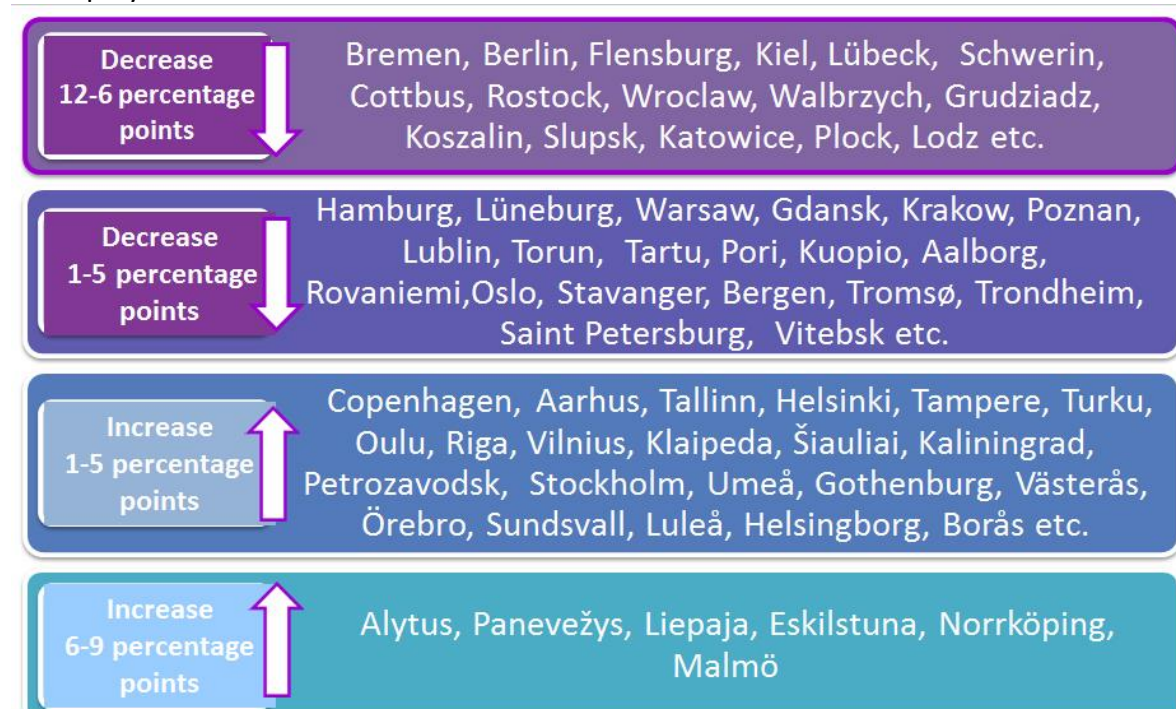 Decrease
12-6 percentage
points
Bremen, Berlin, Flensburg, Kiel, Lübeck, Schwerin,
Cottbus, Rostock, Wroclaw, Walbrzych, Grudziadz,
Koszalin, Slupsk, Katowice, Plock, Lodz etc.
Decrease
1-5 percentage
points
Hamburg, Lüneburg, Warsaw, Gdansk, Krakow, Poznan,
Lublin, Torun, Tartu, Pori, Kuopio, Aalborg,
Rovaniemi,Oslo, Stavanger, Bergen, Tromsø, Trondheim,
Saint Petersburg, Vitebsk etc.
Increase
1-5 percentage
points
Copenhagen, Aarhus, Tallinn, Helsinki, Tampere, Turku,
Oulu, Riga, Vilnius, Klaipeda, Šiauliai, Kaliningrad,
Petrozavodsk, Stockholm, Umeå, Gothenburg, Västerås,
Örebro, Sundsvall, Luleå, Helsingborg, Borås etc.
Increase
6-9 percentage
points
Alytus, Panevežys, Liepaja, Eskilstuna, Norrköping,
Malmö